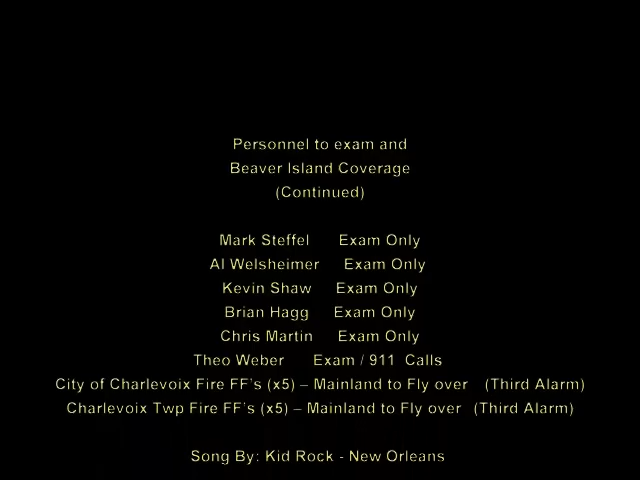 Personnel to exam and
Beaver Island Coverage
(Continued)
Mark Steffel Exam Only
Al Welsheimer Exam Only
Kevin Shaw Exam Only
Brian Hagg Exam Only
Chris Martin Exam Only
Theo Weber Exam / 911 Calls
City of Charlevoix Fire FF's (x5) – Mainland to Fly over (Third Alarm)
Charlevoix Twp Fire FF's (x5) – Mainland to Fly over (Third Alarm)
Song By: Kid Rock - New Orleans